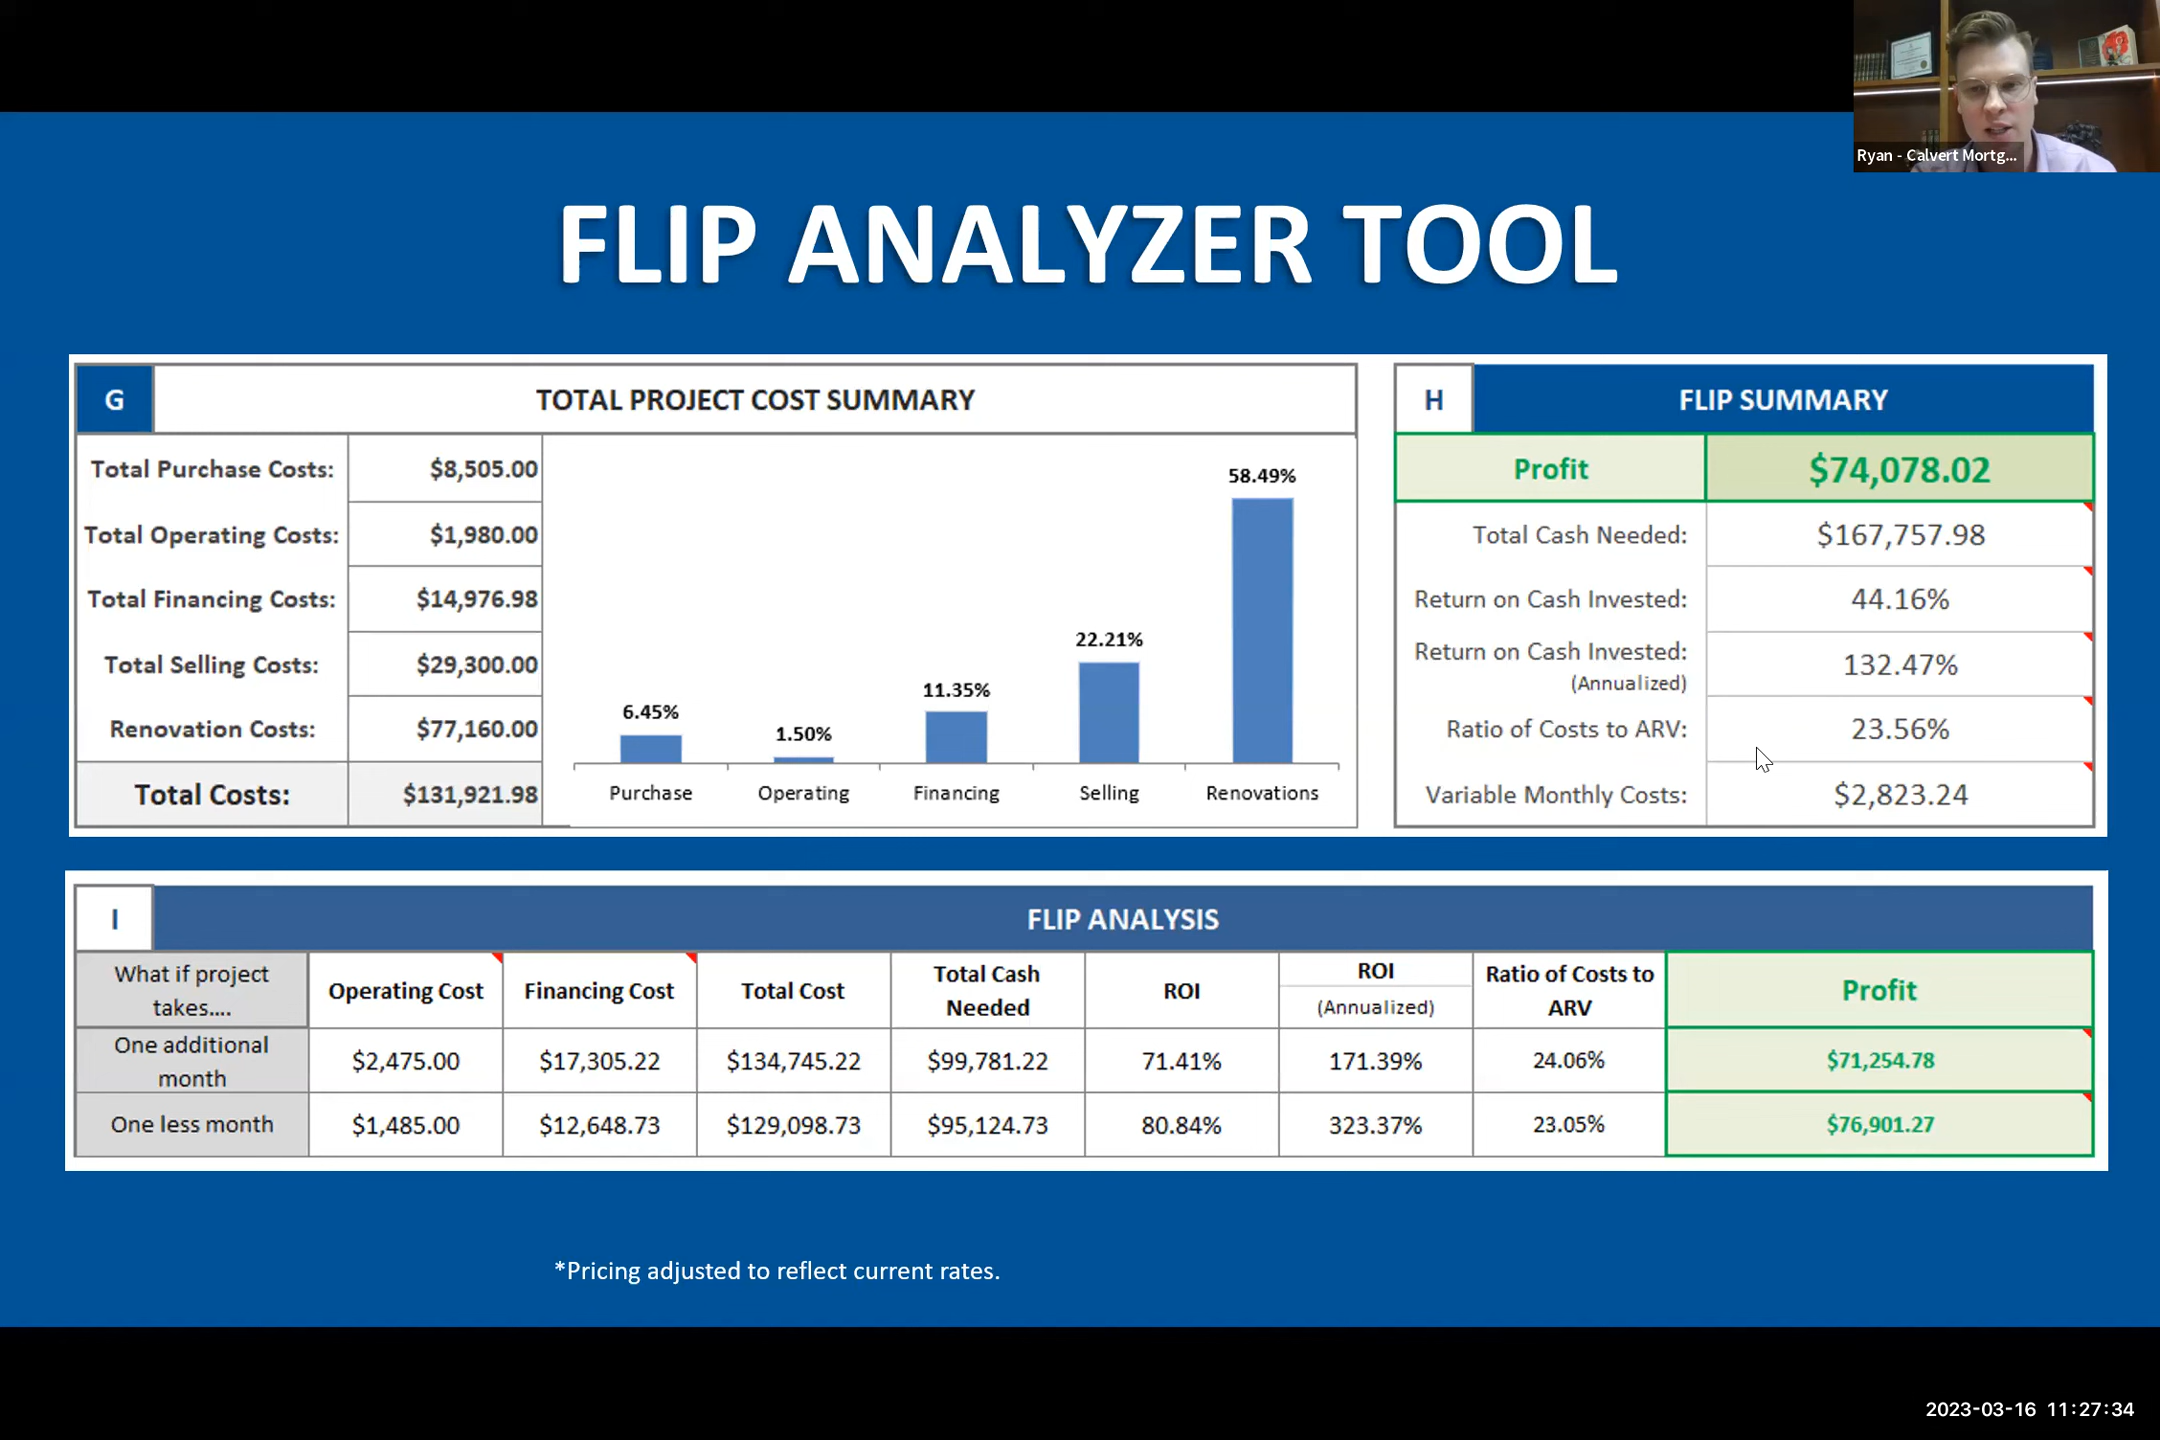 Ryan - Calvert Mortg...
FLIP ANALYZER TOOL
G
TOTAL PROJECT COST SUMMARY
Total Purchase Costs: $8,505.00
Total Operating Costs: $1,980.00
Total Financing Costs: $14,976.98
Total Selling Costs: $29,300.00
Renovation Costs: $77,160.00
Total Costs: $131,921.98
6.45%
1.50%
11.35%
22.21%
58.49%
Purchase Operating Financing Selling Renovations
H
FLIP SUMMARY
Profit $74,078.02
Total Cash Needed: $167,757.98
Return on Cash Invested: 44.16%
Return on Cash Invested:
(Annualized) 132.47%
Ratio of Costs to ARV: 23.56%
Variable Monthly Costs: $2,823.24
I
FLIP ANALYSIS
What if project
takes....
Operating Cost
Financing Cost
Total Cost
Total Cash
Needed
ROI
ROI
(Annualized)
Ratio of Costs to
ARV
Profit
One additional
month
$2,475.00 $17,305.22 $134,745.22 $99,781.22 71.41% 171.39% 24.06% $71,254.78
One less month $1,485.00 $12,648.73 $129,098.73 $95,124.73 80.84% 323.37% 23.05% $76,901.27
*Pricing adjusted to reflect current rates.
2023-03-16 11:27:34